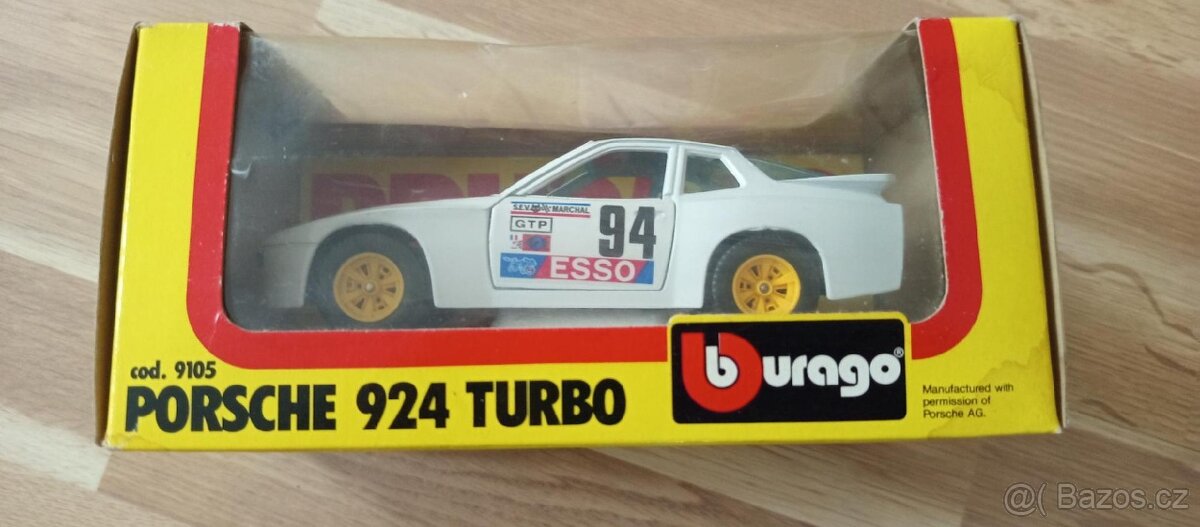 S.E.V. MARCHAL
GTP
94
ESSO
cod. 9105
PORSCHE 924 TURBO
burago®
Manufactured with
permission of
Porsche AG.
@( Bazos.cz